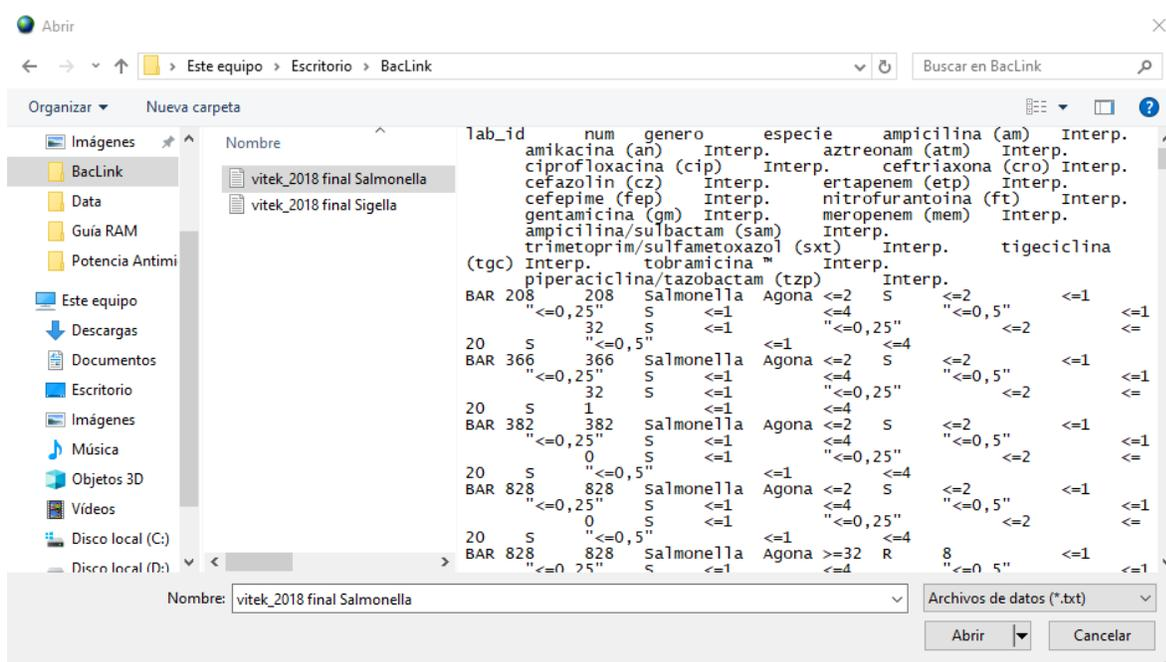 Abrir
Este equipo > Escritorio > BacLink
Buscar en BacLink
Organizar
Nueva carpeta
Imágenes
BacLink
Data
Guía RAM
Potencia Antimi
Este equipo
Descargas
Documentos
Escritorio
Imágenes
Música
Objetos 3D
Vídeos
Disco local (C:)
Disco local (D:)
Nombre
vitek_2018 final Salmonella
vitek_2018 final Sigella
lab_id num genero especie ampicilina (am) Interp.
amikacina (an) Interp. aztreonam (atm) Interp.
ciprofloxacina (cip) Interp. ceftriaxona (cro) Interp.
cefazolin (cz) Interp. ertapenem (etp) Interp.
cefepime (fep) Interp. nitrofurantoina (ft) Interp.
gentamicina (gm) Interp. meropenem (mem) Interp.
ampicilina/sulbactam (sam) Interp.
trimetoprim/sulfametoxazol (sxt) Interp. tigeciclina
(tgc) Interp. tobramicina ™ Interp.
piperaciclina/tazobactam (tzp) Interp.
BAR 208 208 Salmonella Agona <=2 S <=2 <=1
"<=0,25" S <=1 <=4 "<=0,5" <=1
32 S <=1 "<=0,25" <=2 <=
20 S "<=0,5" <=1 <=4
BAR 366 366 Salmonella Agona <=2 S <=2 <=1
"<=0,25" S <=1 <=4 "<=0,5" <=1
32 S <=1 "<=0,25" <=2 <=
20 S 1 <=1 <=4
BAR 382 382 Salmonella Agona <=2 S <=2 <=1
"<=0,25" S <=1 <=4 "<=0,5" <=1
0 S <=1 "<=0,25" <=2 <=
20 S "<=0,5" <=1 <=4
BAR 828 828 Salmonella Agona <=2 S <=2 <=1
"<=0,25" S <=1 <=4 "<=0,5" <=1
0 S <=1 "<=0,25" <=2 <=
20 S "<=0,5" <=1 <=4
BAR 828 828 Salmonella Agona >=32 R 8 <=1
"<=0,25" S <=1 <=4 "<=0,5" <=1
Nombre: vitek_2018 final Salmonella
Archivos de datos (*.txt)
Abrir
Cancelar